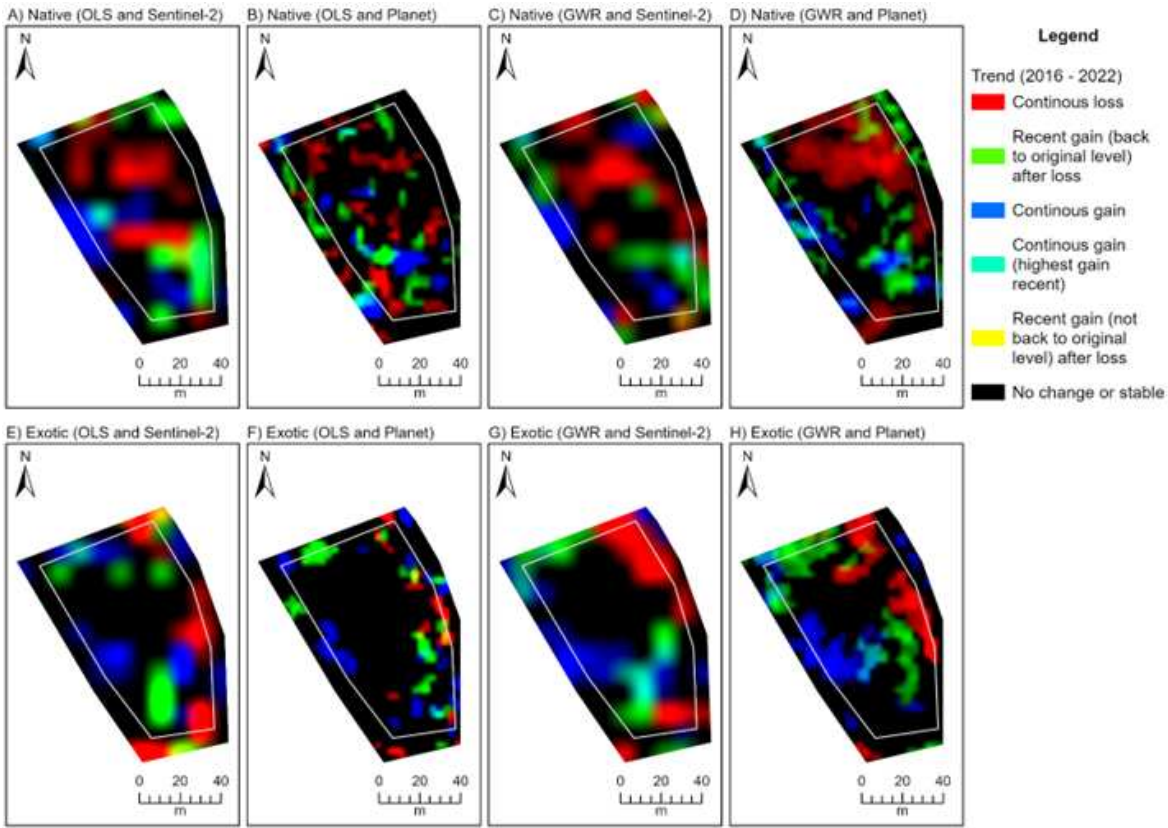 A) Native (OLS and Sentinel-2)
B) Native (OLS and Planet)
C) Native (GWR and Sentinel-2)
D) Native (GWR and Planet)
N
N
N
N
0 20 40
m
0 20 40
m
0 20 40
m
0 20 40
m
Legend
Trend (2016 - 2022)
Continous loss
Recent gain (back
to original level)
after loss
Continous gain
Continous gain
(highest gain
recent)
Recent gain (not
back to original
level) after loss
No change or stable
E) Exotic (OLS and Sentinel-2)
F) Exotic (OLS and Planet)
G) Exotic (GWR and Sentinel-2)
H) Exotic (GWR and Planet)
N
N
N
N
0 20 40
m
0 20 40
m
0 20 40
m
0 20 40
m